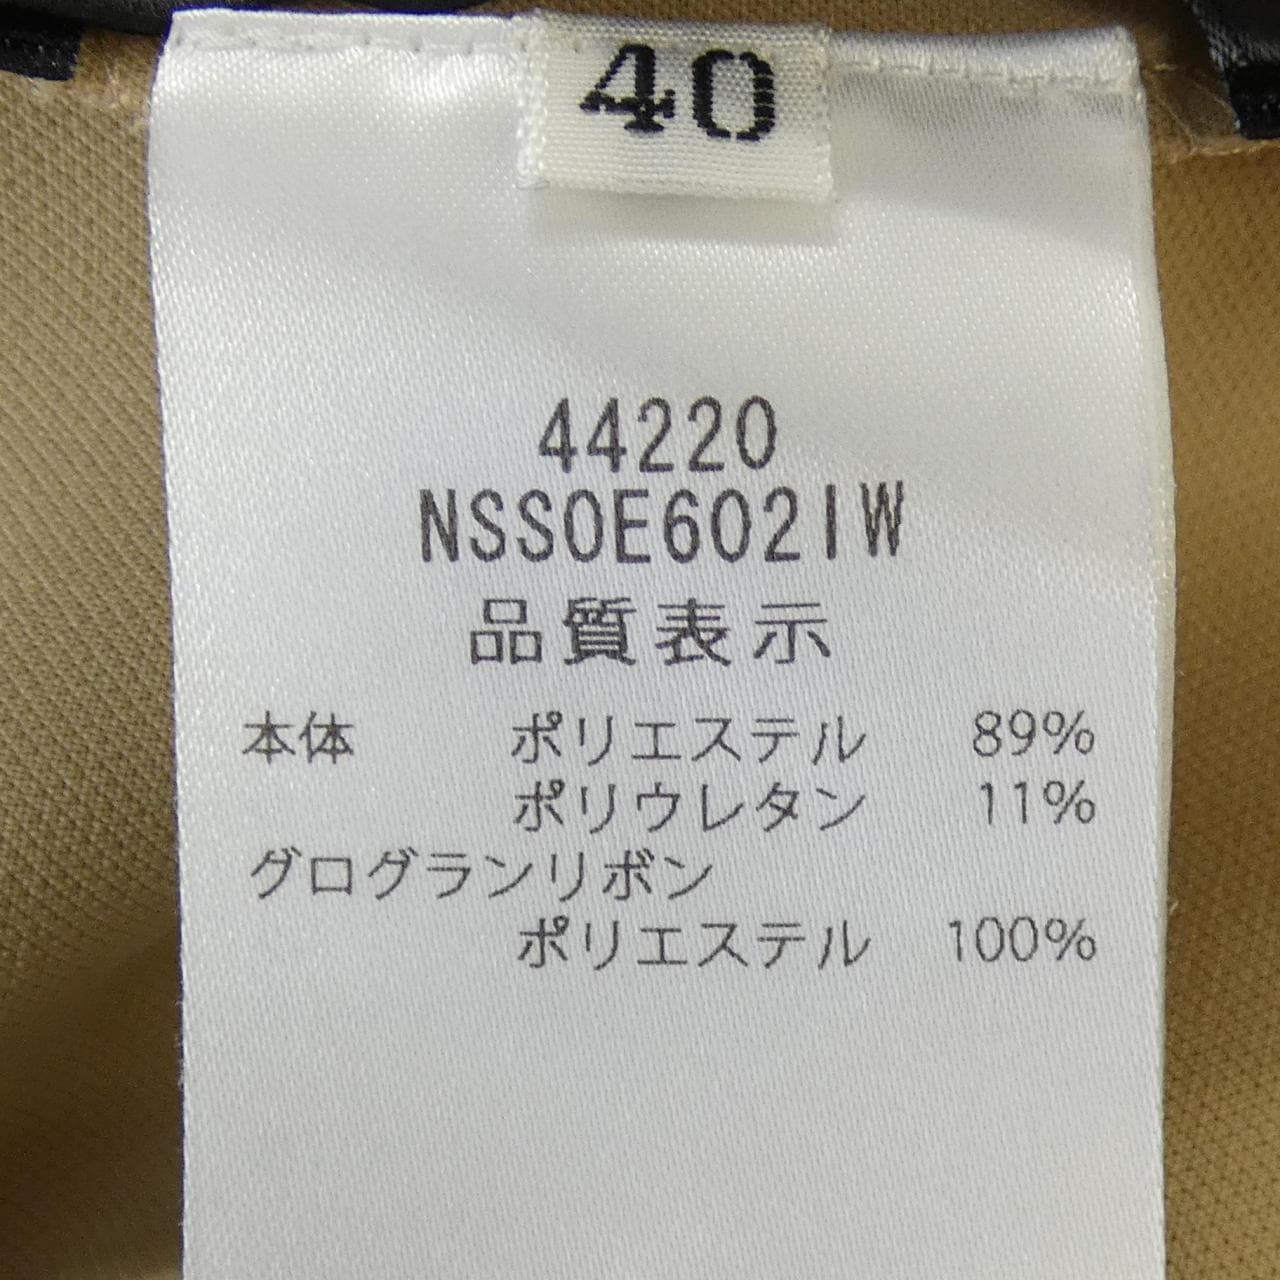 40
44220
NSSOE602IW
品質表示
本体 ポリエステル 89%
ポリウレタン 11%
グログランリボン
ポリエステル 100%